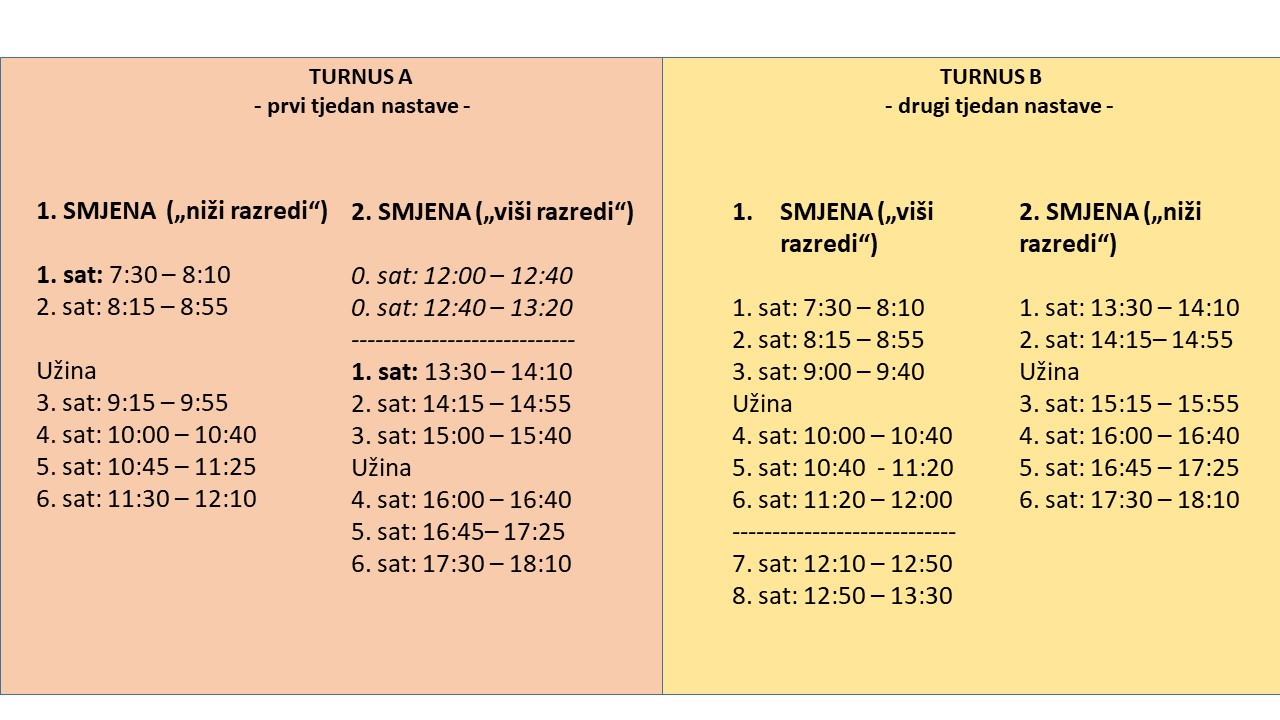 TURNUS A
- prvi tjedan nastave -
1. SMJENA („niži razredi“)
1. sat: 7:30 – 8:10
2. sat: 8:15 – 8:55
Užina
3. sat: 9:15 – 9:55
4. sat: 10:00 – 10:40
5. sat: 10:45 – 11:25
6. sat: 11:30 – 12:10
2. SMJENA („viši razredi“)
0. sat: 12:00 – 12:40
0. sat: 12:40 – 13:20
----------------------------
1. sat: 13:30 – 14:10
2. sat: 14:15 – 14:55
3. sat: 15:00 – 15:40
Užina
4. sat: 16:00 – 16:40
5. sat: 16:45– 17:25
6. sat: 17:30 – 18:10
TURNUS B
- drugi tjedan nastave -
1. SMJENA („viši
razredi“)
1. sat: 7:30 – 8:10
2. sat: 8:15 – 8:55
3. sat: 9:00 – 9:40
Užina
4. sat: 10:00 – 10:40
5. sat: 10:40 - 11:20
6. sat: 11:20 – 12:00
----------------------------
7. sat: 12:10 – 12:50
8. sat: 12:50 – 13:30
2. SMJENA („niži
razredi“)
1. sat: 13:30 – 14:10
2. sat: 14:15– 14:55
Užina
3. sat: 15:15 – 15:55
4. sat: 16:00 – 16:40
5. sat: 16:45 – 17:25
6. sat: 17:30 – 18:10